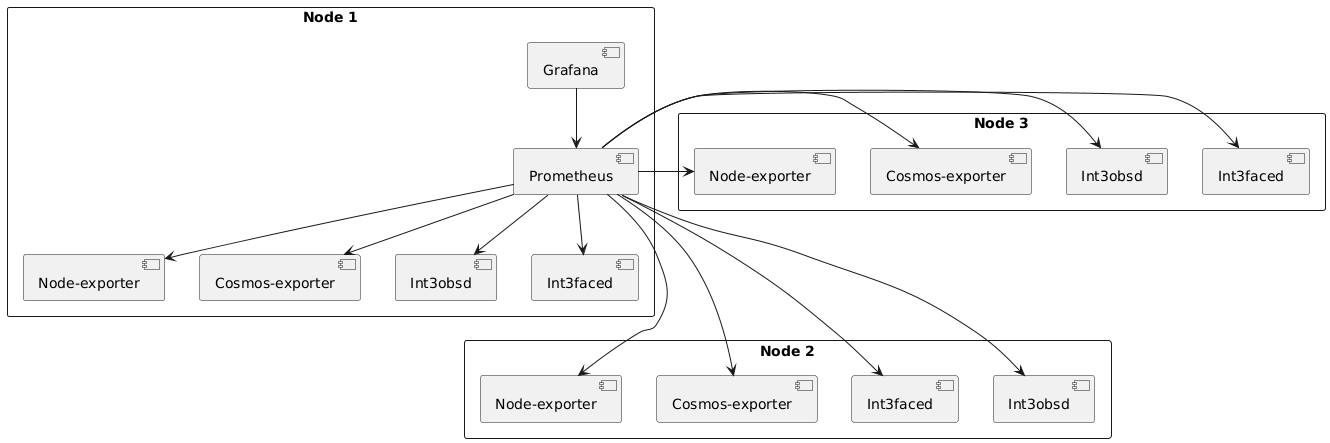 Node 1
Grafana
Node 3
Prometheus
Node-exporter
Cosmos-exporter
Int3obsd
Int3faced
Node-exporter
Cosmos-exporter
Int3obsd
Int3faced
Node 2
Node-exporter
Cosmos-exporter
Int3faced
Int3obsd